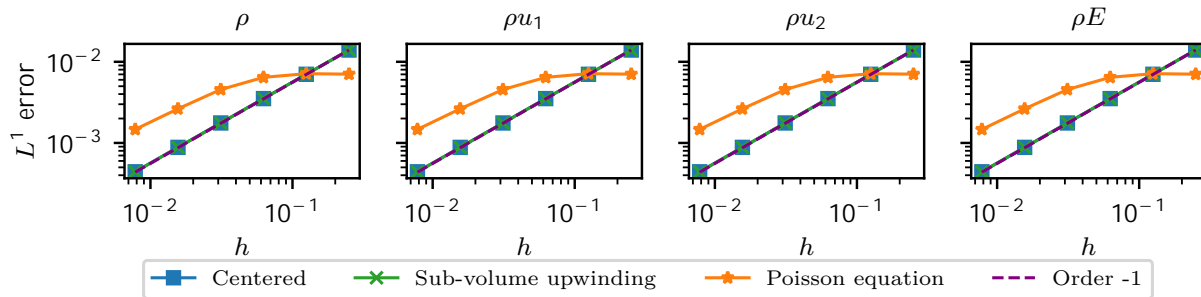 ρ ρu₁ ρu₂ ρE
L¹ error
10⁻²
10⁻³
10⁻² 10⁻¹ 10⁻² 10⁻¹ 10⁻² 10⁻¹ 10⁻² 10⁻¹
h h h h
Centered Sub-volume upwinding Poisson equation Order -1